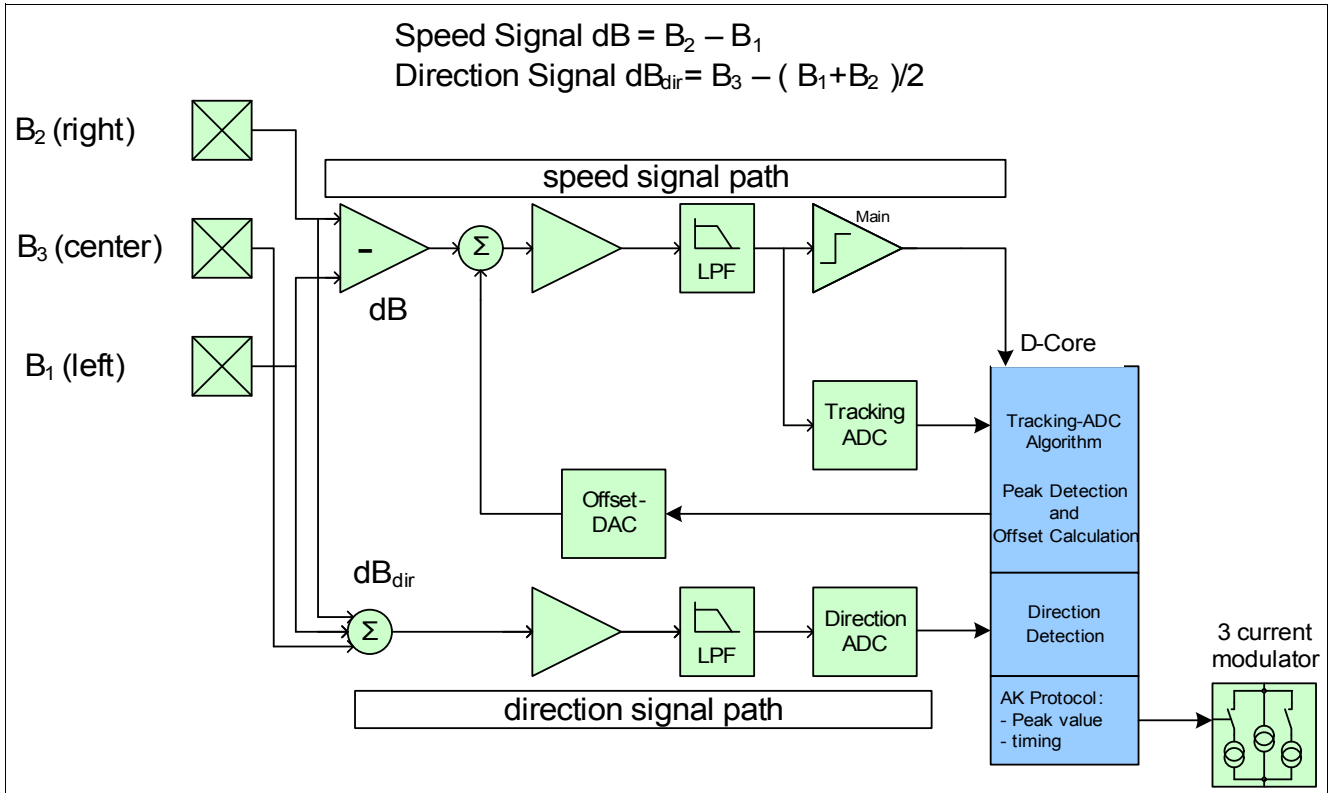 Speed Signal dB = B₂ – B₁
Direction Signal dB_dir = B₃ – ( B₁+B₂ )/2
B₂ (right)
speed signal path
B₃ (center)
Main
-
Σ
LPF
dB
B₁ (left)
D-Core
Tracking
ADC
Tracking-ADC
Algorithm
Offset-
DAC
Peak Detection
and
Offset Calculation
dB_dir
Σ
LPF
Direction
ADC
Direction
Detection
3 current
modulator
direction signal path
AK Protocol:
- Peak value
- timing